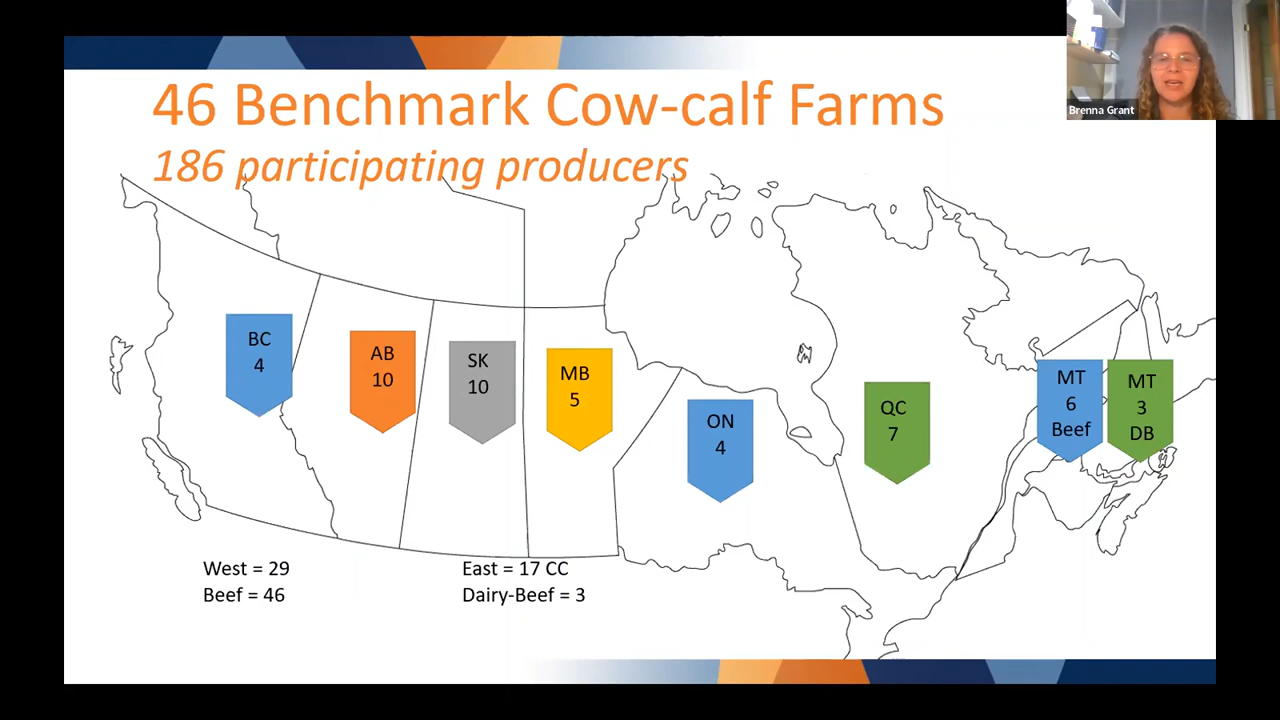 46 Benchmark Cow-calf Farms
186 participating producers
Brenna Grant
BC
4
AB
10
SK
10
MB
5
ON
4
QC
7
MT
6
Beef
MT
3
DB
West = 29
Beef = 46
East = 17 CC
Dairy-Beef = 3